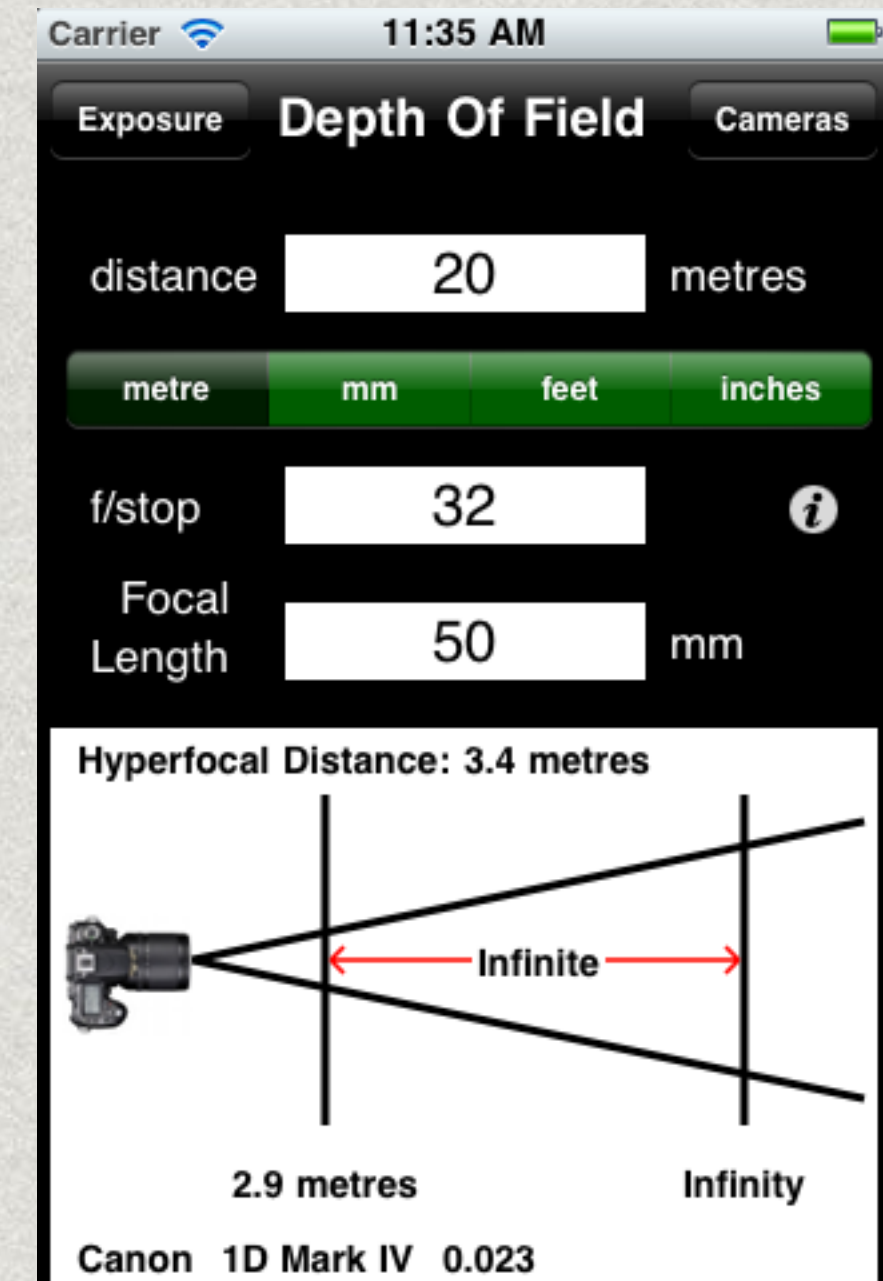 Carrier 11:35 AM
Exposure Depth Of Field Cameras
distance 20 metres
metre mm feet inches
f/stop 32 i
Focal
Length 50 mm
Hyperfocal Distance: 3.4 metres
Infinite
2.9 metres Infinity
Canon 1D Mark IV 0.023